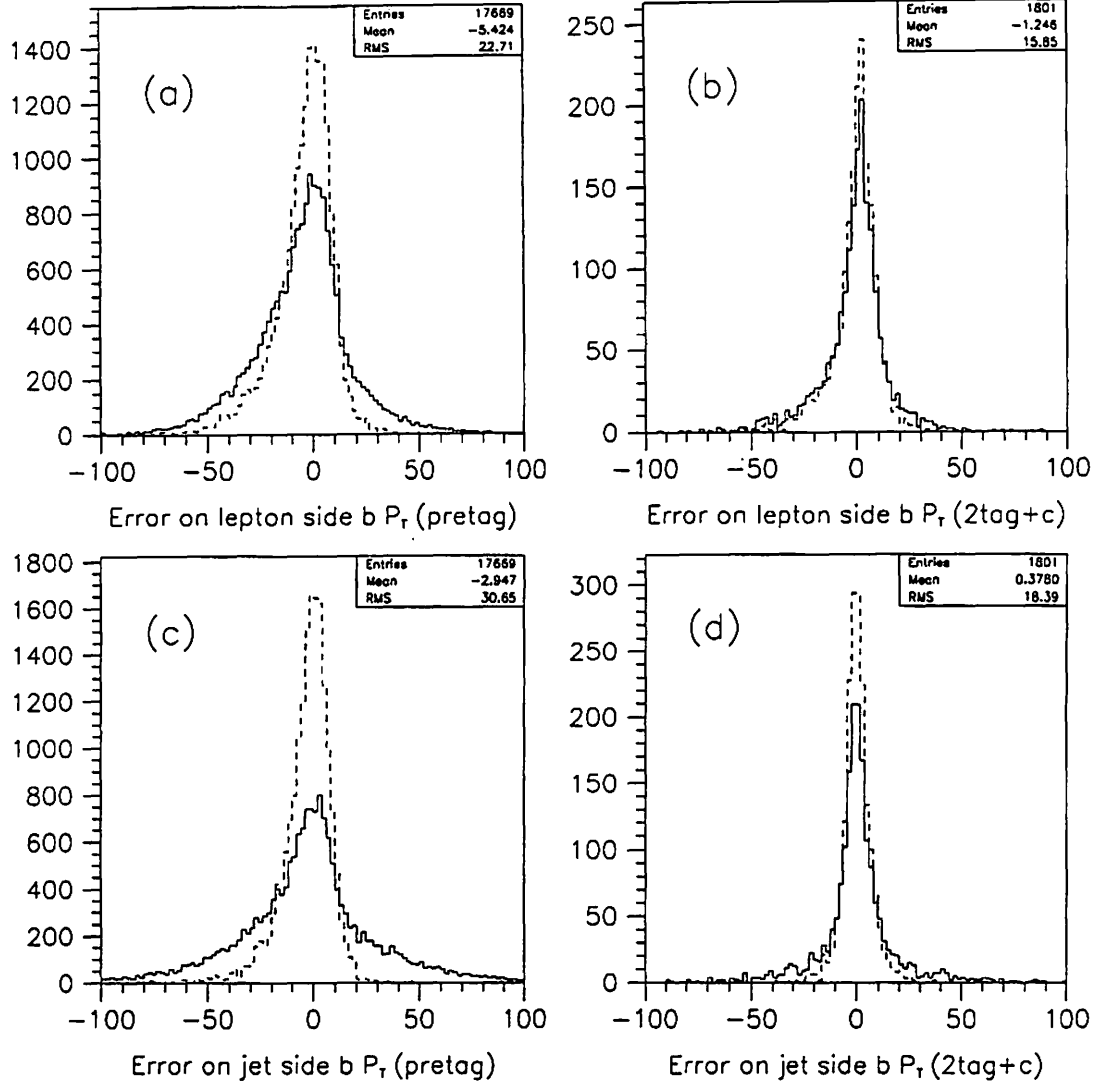 Entries 17669
Mean −5.424
RMS 22.71
(a)
1400
1200
1000
800
600
400
200
0
−100 −50 0 50 100
Error on lepton side b P_T (pretag)
Entries 1801
Mean −1.246
RMS 15.85
(b)
250
200
150
100
50
0
−100 −50 0 50 100
Error on lepton side b P_T (2tag+c)
Entries 17669
Mean −2.947
RMS 30.65
(c)
1800
1600
1400
1200
1000
800
600
400
200
0
−100 −50 0 50 100
Error on jet side b P_T (pretag)
Entries 1801
Mean 0.3780
RMS 18.39
(d)
300
250
200
150
100
50
0
−100 −50 0 50 100
Error on jet side b P_T (2tag+c)